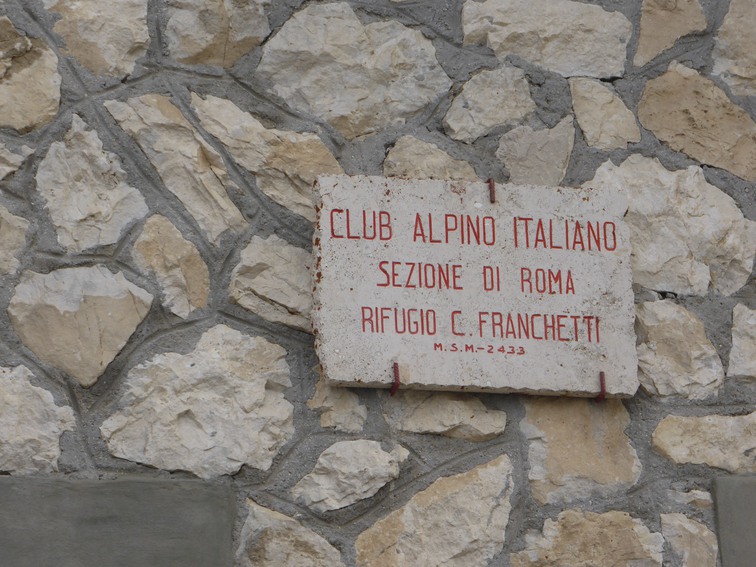 CLUB ALPINO ITALIANO
SEZIONE DI ROMA
RIFUGIO C. FRANCHETTI
M.S.M.-2433